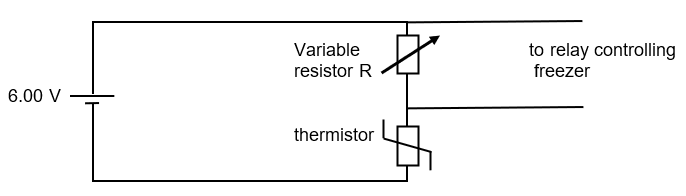 Variable
resistor R
to relay controlling
freezer
6.00 V
thermistor